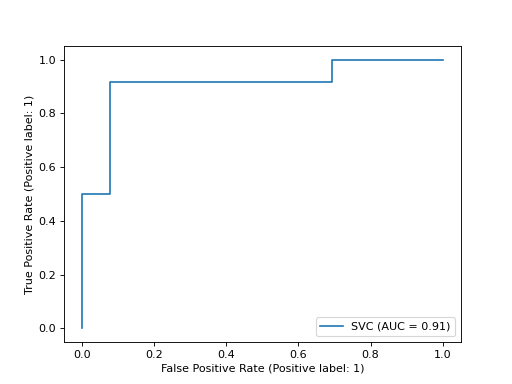 1.0
0.8
0.6
0.4
0.2
0.0
True Positive Rate (Positive label: 1)
SVC (AUC = 0.91)
0.0 0.2 0.4 0.6 0.8 1.0
False Positive Rate (Positive label: 1)